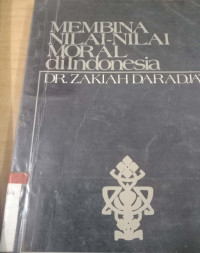 MEMBINA
NILAI-NILAI
MORAL
di Indonesia
DR. ZAKIAH DARADJAT